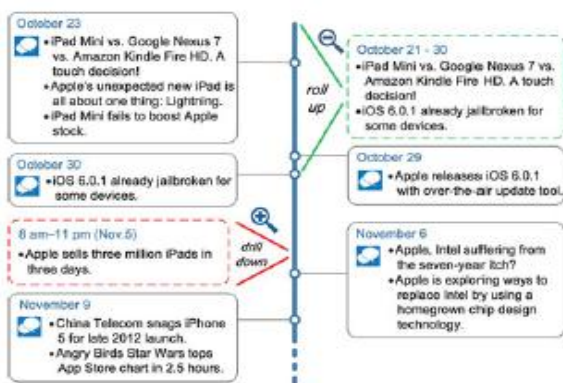 October 23
• iPad Mini vs. Google Nexus 7
vs. Amazon Kindle Fire HD. A
touch decision!
• Apple's unexpected new iPad is
all about one thing: Lightning.
• iPad Mini fails to boost Apple
stock.
October 30
• iOS 6.0.1 already jailbroken for
some devices.
8 am–11 pm (Nov.5)
• Apple sells three million iPads in
three days.
November 9
• China Telecom snags iPhone
5 for late 2012 launch.
• Angry Birds Star Wars tops
App Store chart in 2.5 hours.
roll
up
drill
down
October 21 - 30
• iPad Mini vs. Google Nexus 7 vs.
Amazon Kindle Fire HD. A touch
decision!
• iOS 6.0.1 already jailbroken for
some devices.
October 29
• Apple releases iOS 6.0.1
with over-the-air update tool.
November 6
• Apple, Intel suffering from
the seven-year itch?
• Apple is exploring ways to
replace Intel by using a
homegrown chip design
technology.